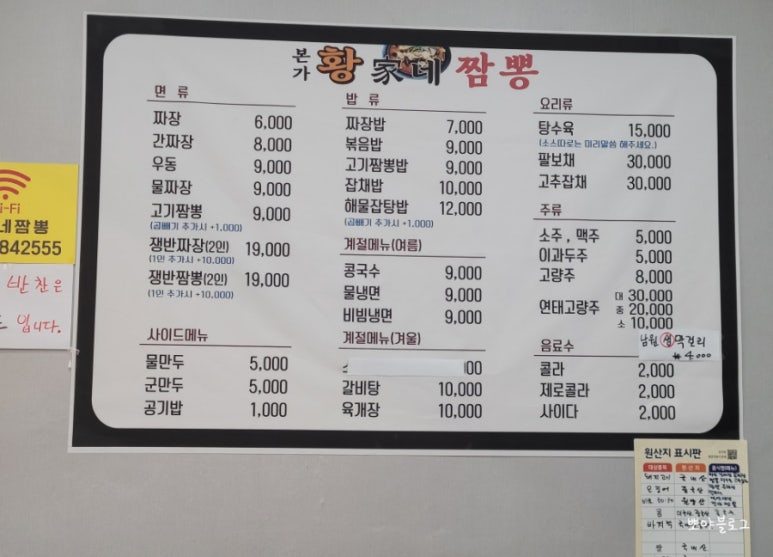 본가 황家네 짬뽕
면 류
짜장 6,000
간짜장 8,000
우동 9,000
물짜장 9,000
고기짬뽕 9,000
(곱빼기 추가시 +1,000)
쟁반짜장(2인) 19,000
(1인 추가시 +10,000)
쟁반짬뽕(2인) 19,000
(1인 추가시 +10,000)
사이드메뉴
물만두 5,000
군만두 5,000
공기밥 1,000
밥 류
짜장밥 7,000
볶음밥 9,000
고기짬뽕밥 9,000
잡채밥 10,000
해물잡탕밥 12,000
(곱빼기 추가시 +1,000)
계절메뉴(여름)
콩국수 9,000
물냉면 9,000
비빔냉면 9,000
계절메뉴(겨울)
갈비탕 10,000
육개장 10,000
요리류
탕수육 15,000
(소스따로는 미리말씀 해주세요.)
팔보채 30,000
고추잡채 30,000
주류
소주, 맥주 5,000
이과두주 5,000
고량주 8,000
연태고량주 대 30,000
중 20,000
소 10,000
남원 쌀 막걸리
₩4000
음료수
콜라 2,000
제로콜라 2,000
사이다 2,000
i-Fi
네짬뽕
842555
반찬은
입니다.
원산지 표시판
국내산
뽀야블로그